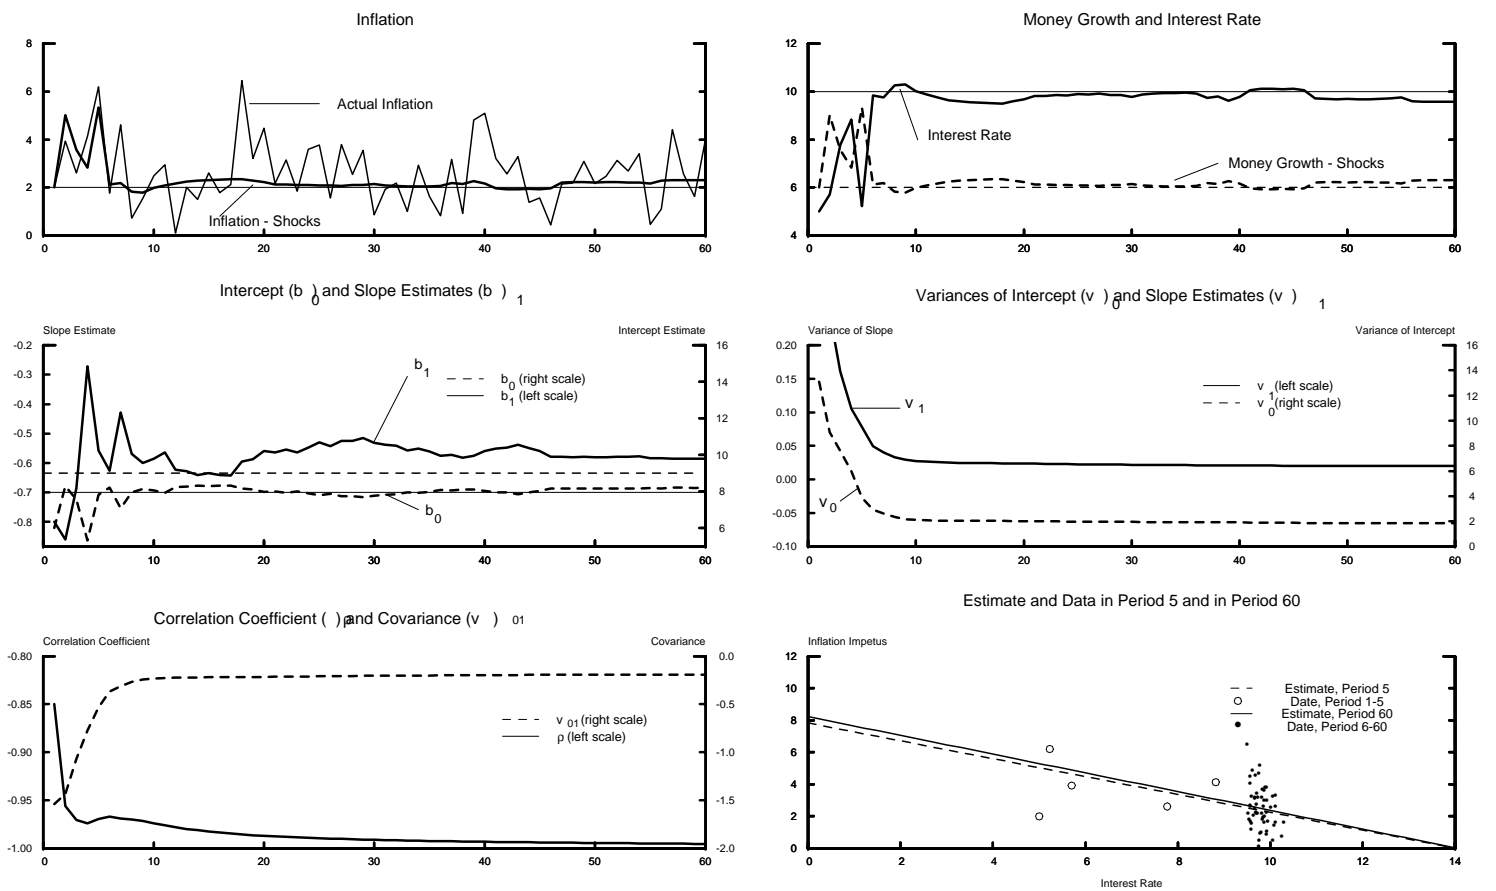 Inflation
8
6
4
2
0
0 10 20 30 40 50 60
Actual Inflation
Inflation - Shocks
Money Growth and Interest Rate
12
10
8
6
4
0 10 20 30 40 50 60
Interest Rate
Money Growth - Shocks
Intercept (b0) and Slope Estimates (b1)
Slope Estimate
Intercept Estimate
-0.2
-0.3
-0.4
-0.5
-0.6
-0.7
-0.8
16
14
12
10
8
6
0 10 20 30 40 50 60
b1
b0 (right scale)
b1 (left scale)
b0
Variances of Intercept (v0) and Slope Estimates (v1)
Variance of Slope
Variance of Intercept
0.20
0.15
0.10
0.05
0.00
-0.05
-0.10
16
14
12
10
8
6
4
2
0
0 10 20 30 40 50 60
v1 (left scale)
v0 (right scale)
v1
v0
Correlation Coefficient (ρ) and Covariance (v01)
Correlation Coefficient
Covariance
-0.80
-0.85
-0.90
-0.95
-1.00
0.0
-0.5
-1.0
-1.5
-2.0
0 10 20 30 40 50 60
v01 (right scale)
ρ (left scale)
Estimate and Data in Period 5 and in Period 60
Inflation Impetus
12
10
8
6
4
2
0
0 2 4 6 8 10 12 14
Interest Rate
Estimate, Period 5
Date, Period 1-5
Estimate, Period 60
Date, Period 6-60